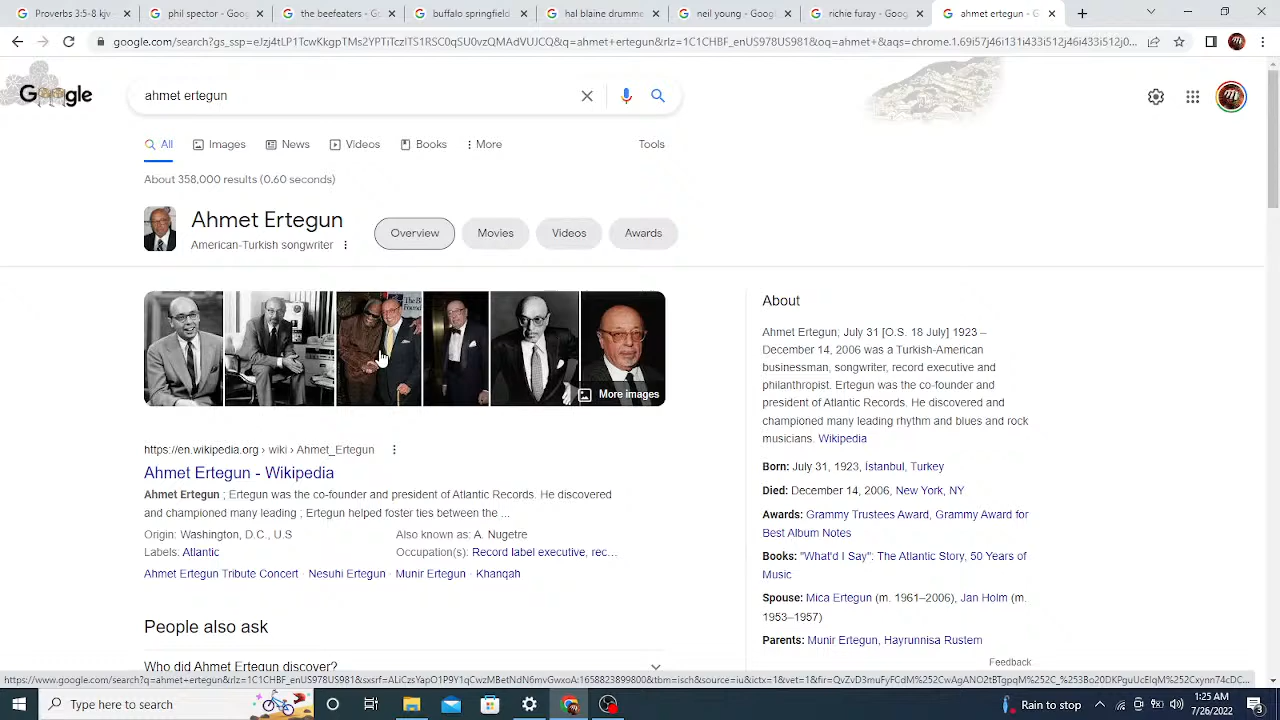 Proverbs 3:5-8 kjv
phil spector - Goo
the beefeaters - Go
buffalo springfield
hal blaine drumme
neil young - Googl
richie furay - Goog
ahmet ertegun - G
Google
ahmet ertegun
All
Images
News
Videos
Books
More
Tools
About 358,000 results (0.60 seconds)
Ahmet Ertegun
American-Turkish songwriter
Overview
Movies
Videos
Awards
More images
https://en.wikipedia.org › wiki › Ahmet_Ertegun
Ahmet Ertegun - Wikipedia
Ahmet Ertegun ; Ertegun was the co-founder and president of Atlantic Records. He discovered
and championed many leading ; Ertegun helped foster ties between the ...
Origin: Washington, D.C., U.S
Also known as: A. Nugetre
Labels: Atlantic
Occupation(s): Record label executive, rec...
Ahmet Ertegun Tribute Concert · Nesuhi Ertegun · Munir Ertegun · Khanqah
People also ask
Who did Ahmet Ertegun discover?
About
Ahmet Ertegun; July 31 [O.S. 18 July] 1923 –
December 14, 2006 was a Turkish-American
businessman, songwriter, record executive and
philanthropist. Ertegun was the co-founder and
president of Atlantic Records. He discovered and
championed many leading rhythm and blues and rock
musicians. Wikipedia
Born: July 31, 1923, İstanbul, Turkey
Died: December 14, 2006, New York, NY
Awards: Grammy Trustees Award, Grammy Award for
Best Album Notes
Books: "What'd I Say": The Atlantic Story, 50 Years of
Music
Spouse: Mica Ertegun (m. 1961–2006), Jan Holm (m.
1953–1957)
Parents: Munir Ertegun, Hayrunnisa Rustem
Feedback
Type here to search
Rain to stop
1:25 AM
7/26/2022